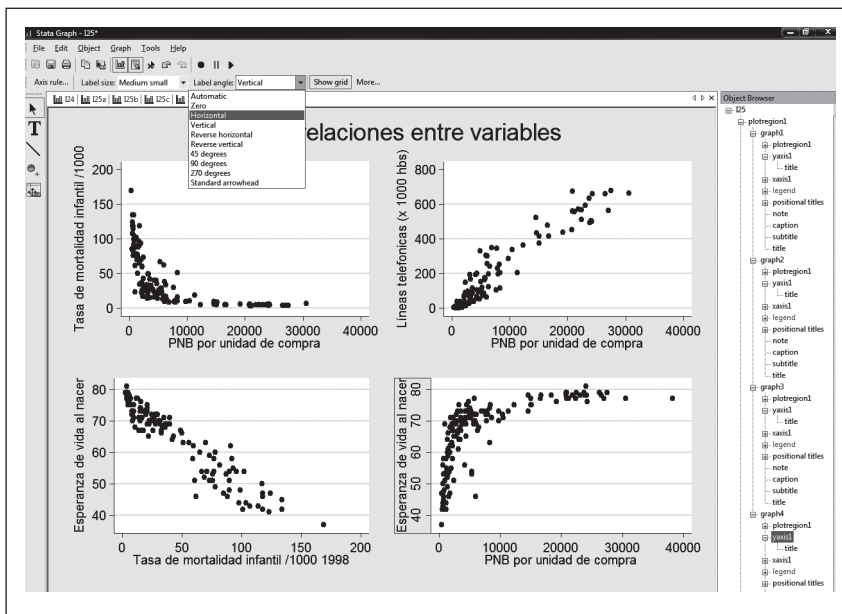 Stata Graph - I25*
File Edit Object Graph Tools Help
Axis rule... Label size: Medium small Label angle: Vertical Show grid More...
I24 I25a I25b I25c
Automatic
Zero
Horizontal
Vertical
Reverse horizontal
Reverse vertical
45 degrees
90 degrees
270 degrees
Standard arrowhead
elaciones entre variables
Tasa de mortalidad infantil /1000
200
150
100
50
0
0 10000 20000 30000 40000
PNB por unidad de compra
Líneas telefonicas (x 1000 hbs)
800
600
400
200
0
0 10000 20000 30000 40000
PNB por unidad de compra
Esperanza de vida al nacer
80
70
60
50
40
0 50 100 150 200
Tasa de mortalidad infantil /1000 1998
Esperanza de vida al nacer
80
70
60
50
40
0 10000 20000 30000 40000
PNB por unidad de compra
Object Browser
I25
plotregion1
graph1
plotregion1
yaxis1
title
xaxis1
legend
positional titles
note
caption
subtitle
title
graph2
plotregion1
yaxis1
title
xaxis1
legend
positional titles
note
caption
subtitle
title
graph3
plotregion1
yaxis1
title
xaxis1
legend
positional titles
note
caption
subtitle
title
graph4
plotregion1
yaxis1
title
xaxis1
legend
positional titles